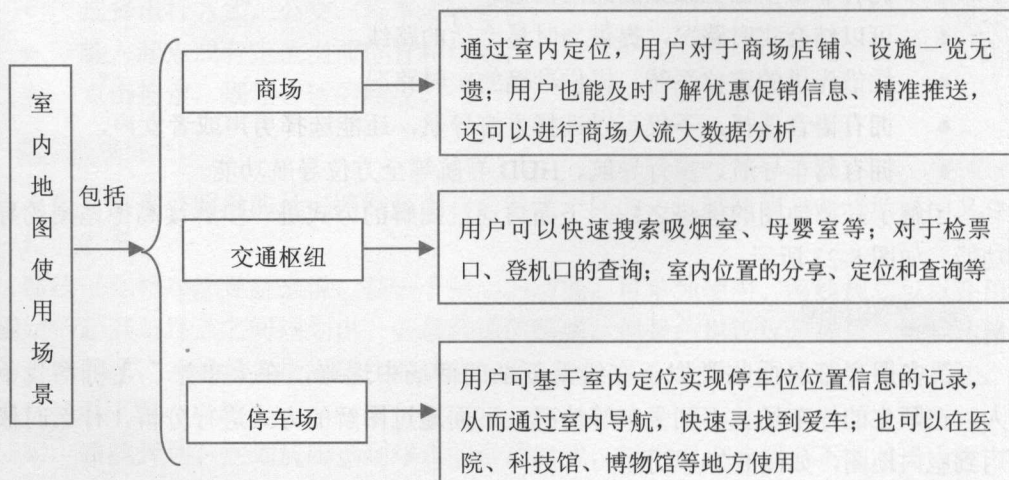 室内地图使用场景
包括
商场
通过室内定位，用户对于商场店铺、设施一览无
遗；用户也能及时了解优惠促销信息、精准推送，
还可以进行商场人流大数据分析
交通枢纽
用户可以快速搜索吸烟室、母婴室等；对于检票
口、登机口的查询；室内位置的分享、定位和查询等
停车场
用户可基于室内定位实现停车位位置信息的记录，
从而通过室内导航，快速寻找到爱车；也可以在医
院、科技馆、博物馆等地方使用